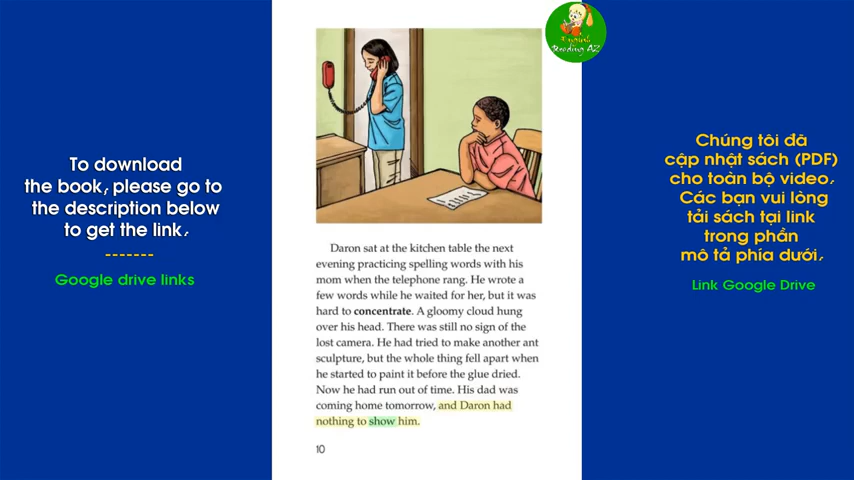 To download
the book, please go to
the description below
to get the link,
-------
Google drive links
English
Reading AZ
Daron sat at the kitchen table the next
evening practicing spelling words with his
mom when the telephone rang. He wrote a
few words while he waited for her, but it was
hard to concentrate. A gloomy cloud hung
over his head. There was still no sign of the
lost camera. He had tried to make another ant
sculpture, but the whole thing fell apart when
he started to paint it before the glue dried.
Now he had run out of time. His dad was
coming home tomorrow, and Daron had
nothing to show him.
10
Chúng tôi đã
cập nhật sách (PDF)
cho toàn bộ video,
Các bạn vui lòng
tải sách tại link
trong phần
mô tả phía dưới,
Link Google Drive